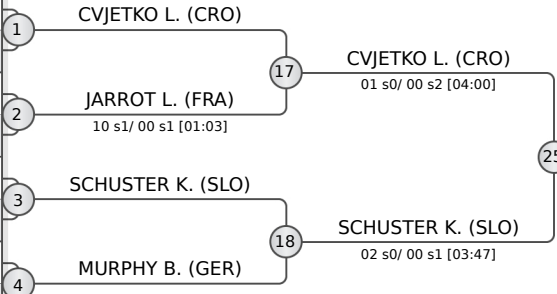 CVJETKO L. (CRO)
1
17
CVJETKO L. (CRO)
01 s0/ 00 s2 [04:00]
JARROT L. (FRA)
2
10 s1/ 00 s1 [01:03]
25
SCHUSTER K. (SLO)
3
18
SCHUSTER K. (SLO)
02 s0/ 00 s1 [03:47]
MURPHY B. (GER)
4